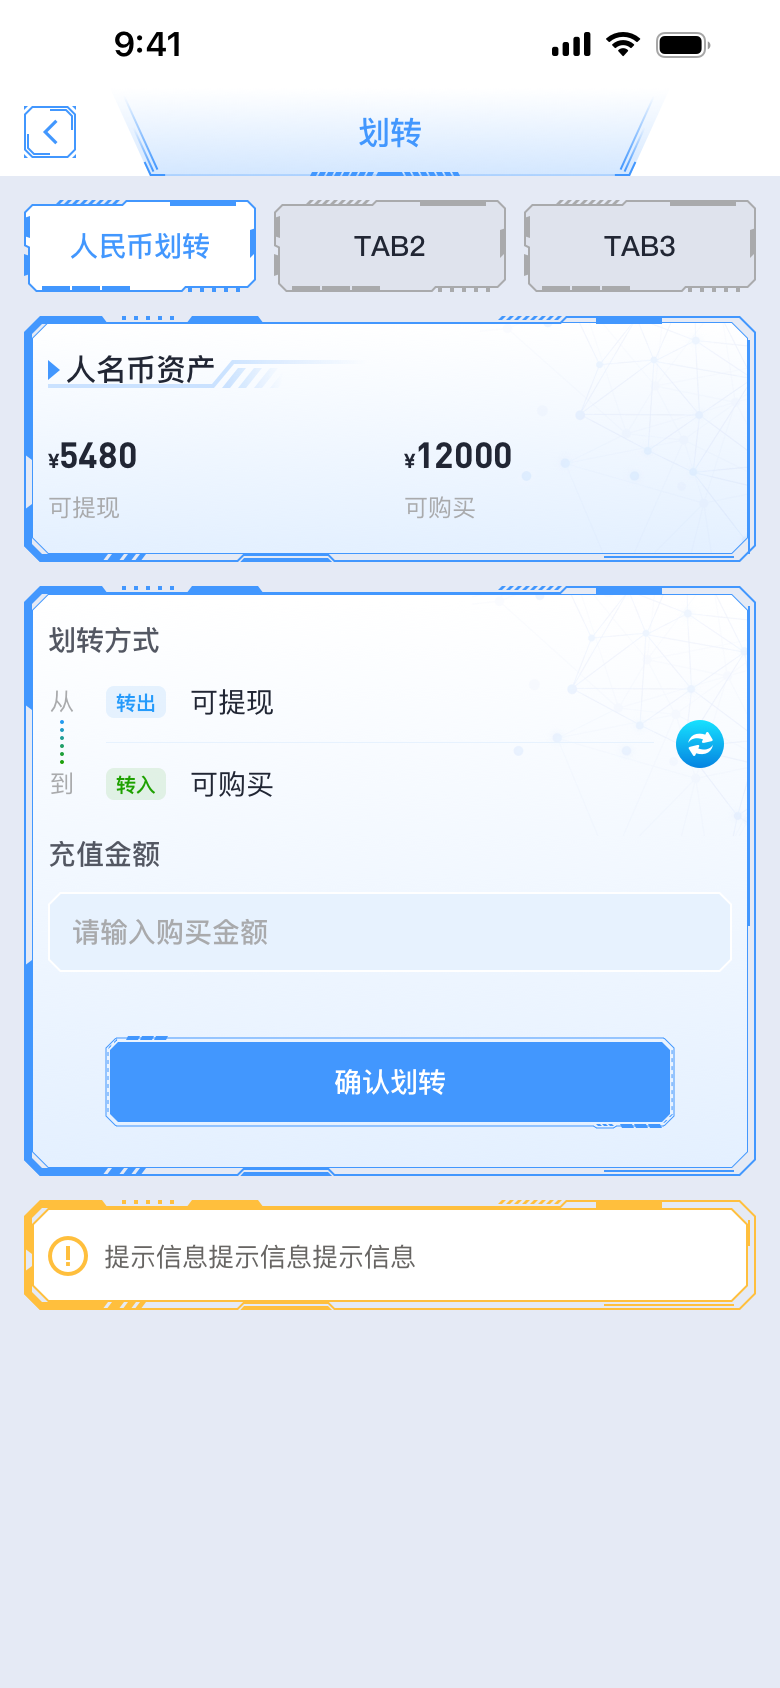 9:41
划转
人民币划转 TAB2 TAB3
人名币资产
¥5480 ¥12000
可提现 可购买
划转方式
从 转出 可提现
到 转入 可购买
充值金额
请输入购买金额
确认划转
提示信息提示信息提示信息